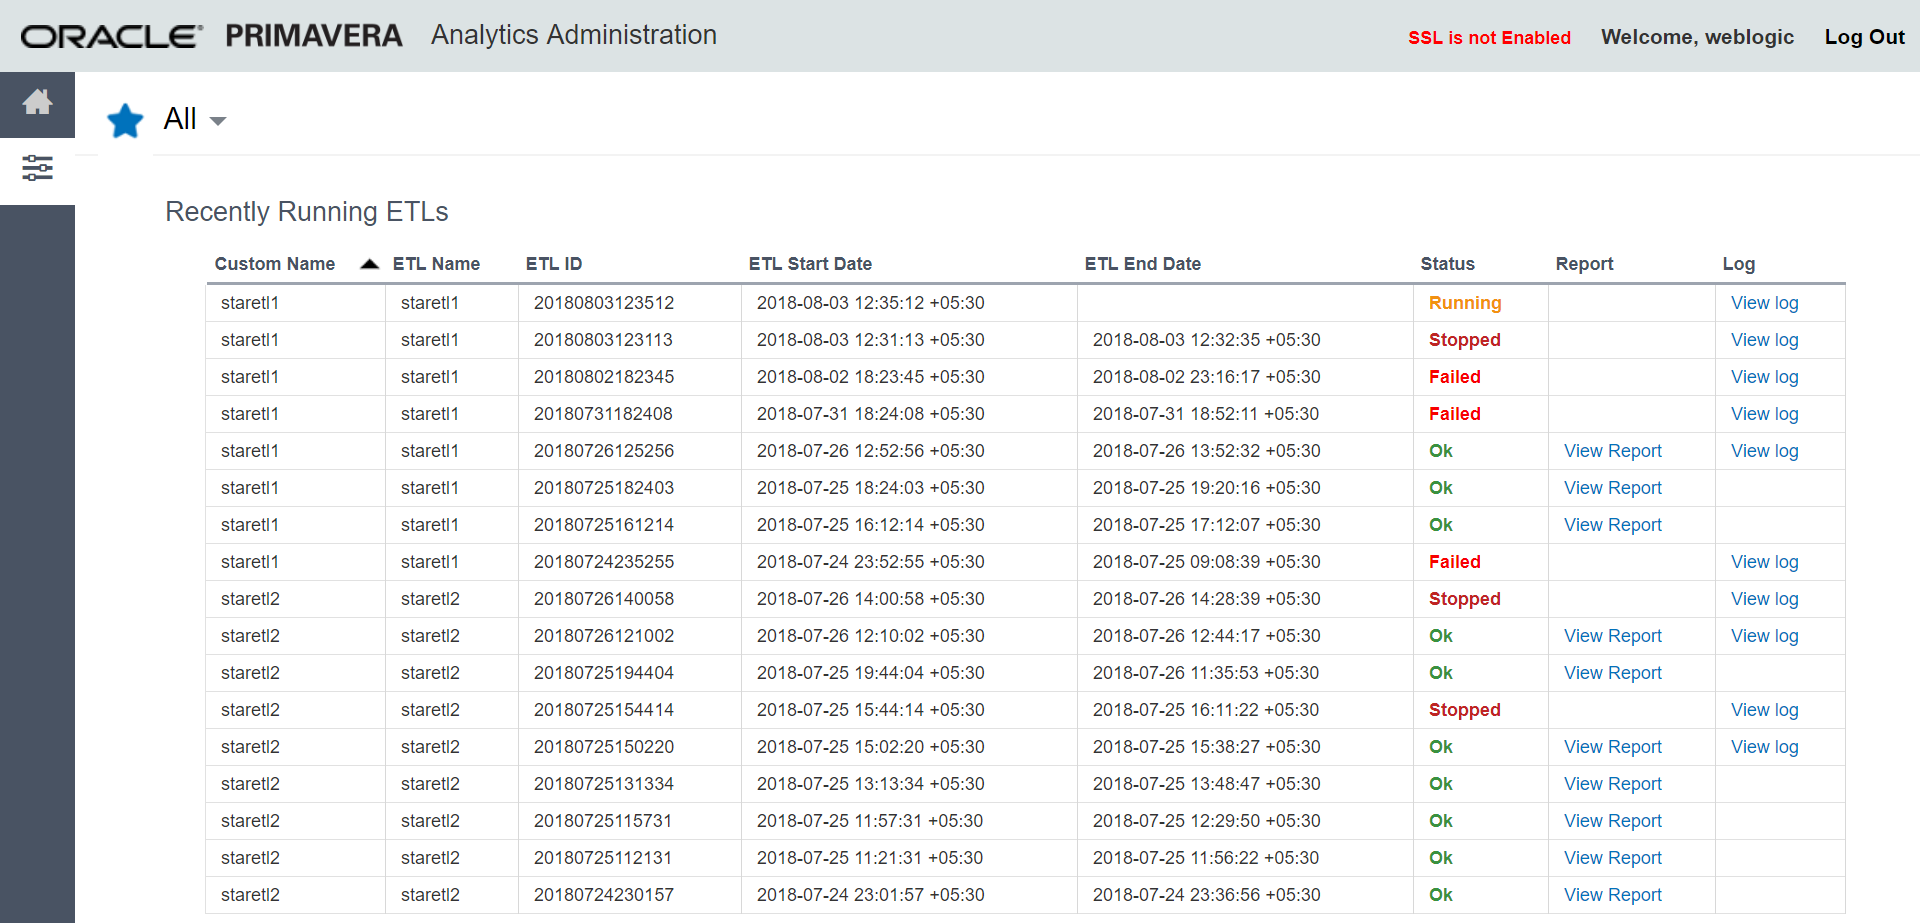 ORACLE® PRIMAVERA Analytics Administration SSL is not Enabled Welcome, weblogic Log Out
All
Recently Running ETLs
Custom Name ETL Name ETL ID ETL Start Date ETL End Date Status Report Log
staretl1 staretl1 20180803123512 2018-08-03 12:35:12 +05:30 Running View log
staretl1 staretl1 20180803123113 2018-08-03 12:31:13 +05:30 2018-08-03 12:32:35 +05:30 Stopped View log
staretl1 staretl1 20180802182345 2018-08-02 18:23:45 +05:30 2018-08-02 23:16:17 +05:30 Failed View log
staretl1 staretl1 20180731182408 2018-07-31 18:24:08 +05:30 2018-07-31 18:52:11 +05:30 Failed View log
staretl1 staretl1 20180726125256 2018-07-26 12:52:56 +05:30 2018-07-26 13:52:32 +05:30 Ok View Report View log
staretl1 staretl1 20180725182403 2018-07-25 18:24:03 +05:30 2018-07-25 19:20:16 +05:30 Ok View Report
staretl1 staretl1 20180725161214 2018-07-25 16:12:14 +05:30 2018-07-25 17:12:07 +05:30 Ok View Report
staretl1 staretl1 20180724235255 2018-07-24 23:52:55 +05:30 2018-07-25 09:08:39 +05:30 Failed View log
staretl2 staretl2 20180726140058 2018-07-26 14:00:58 +05:30 2018-07-26 14:28:39 +05:30 Stopped View log
staretl2 staretl2 20180726121002 2018-07-26 12:10:02 +05:30 2018-07-26 12:44:17 +05:30 Ok View Report View log
staretl2 staretl2 20180725194404 2018-07-25 19:44:04 +05:30 2018-07-26 11:35:53 +05:30 Ok View Report
staretl2 staretl2 20180725154414 2018-07-25 15:44:14 +05:30 2018-07-25 16:11:22 +05:30 Stopped View log
staretl2 staretl2 20180725150220 2018-07-25 15:02:20 +05:30 2018-07-25 15:38:27 +05:30 Ok View Report View log
staretl2 staretl2 20180725131334 2018-07-25 13:13:34 +05:30 2018-07-25 13:48:47 +05:30 Ok View Report
staretl2 staretl2 20180725115731 2018-07-25 11:57:31 +05:30 2018-07-25 12:29:50 +05:30 Ok View Report
staretl2 staretl2 20180725112131 2018-07-25 11:21:31 +05:30 2018-07-25 11:56:22 +05:30 Ok View Report
staretl2 staretl2 20180724230157 2018-07-24 23:01:57 +05:30 2018-07-24 23:36:56 +05:30 Ok View Report